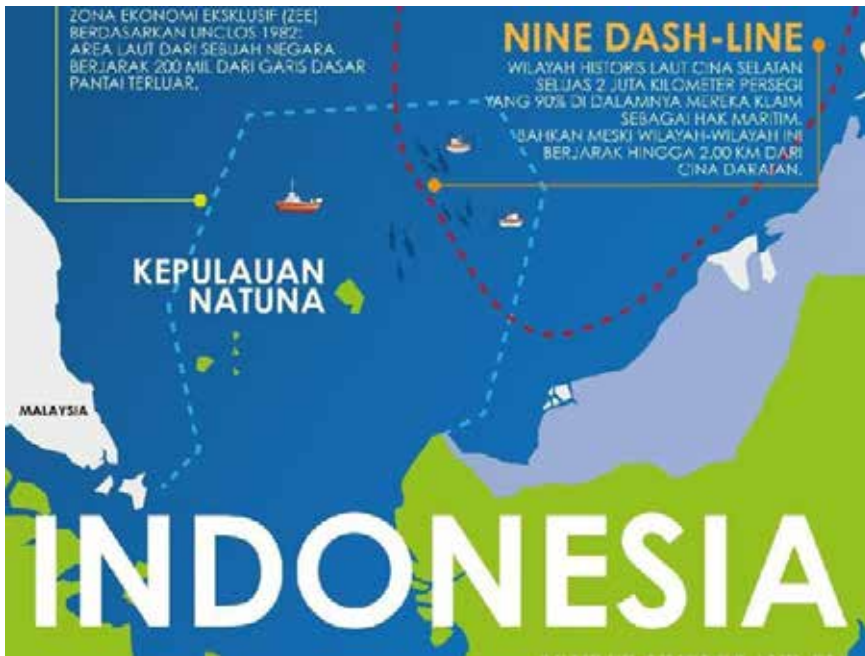 ZONA EKONOMI EKSKLUSIF (ZEE)
BERDASARKAN UNCLOS 1982:
AREA LAUT DARI SEBUAH NEGARA
BERJARAK 200 MIL DARI GARIS DASAR
PANTAI TERLUAR.
NINE DASH-LINE
WILAYAH HISTORIS LAUT CINA SELATAN
SELUAS 2 JUTA KILOMETER PERSEGI
YANG 90% DI DALAMNYA MEREKA KLAIM
SEBAGAI HAK MARITIM.
BAHKAN MESKI WILAYAH-WILAYAH INI
BERJARAK HINGGA 2.00 KM DARI
CINA DARATAN.
KEPULAUAN
NATUNA
MALAYSIA
INDONESIA